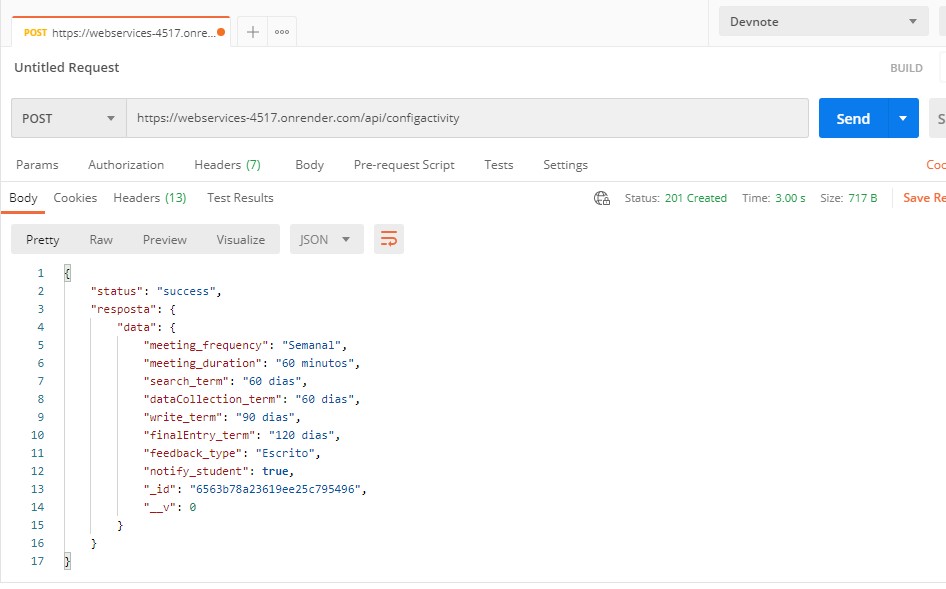 POST https://webservices-4517.onre...
Devnote
Untitled Request
BUILD
POST https://webservices-4517.onrender.com/api/configactivity Send S
Params Authorization Headers (7) Body Pre-request Script Tests Settings Coo
Body Cookies Headers (13) Test Results Status: 201 Created Time: 3.00 s Size: 717 B Save Re
Pretty Raw Preview Visualize JSON
1 {
2 "status": "success",
3 "resposta": {
4 "data": {
5 "meeting_frequency": "Semanal",
6 "meeting_duration": "60 minutos",
7 "search_term": "60 dias",
8 "dataCollection_term": "60 dias",
9 "write_term": "90 dias",
10 "finalEntry_term": "120 dias",
11 "feedback_type": "Escrito",
12 "notify_student": true,
13 "_id": "6563b78a23619ee25c795496",
14 "__v": 0
15 }
16 }
17 }